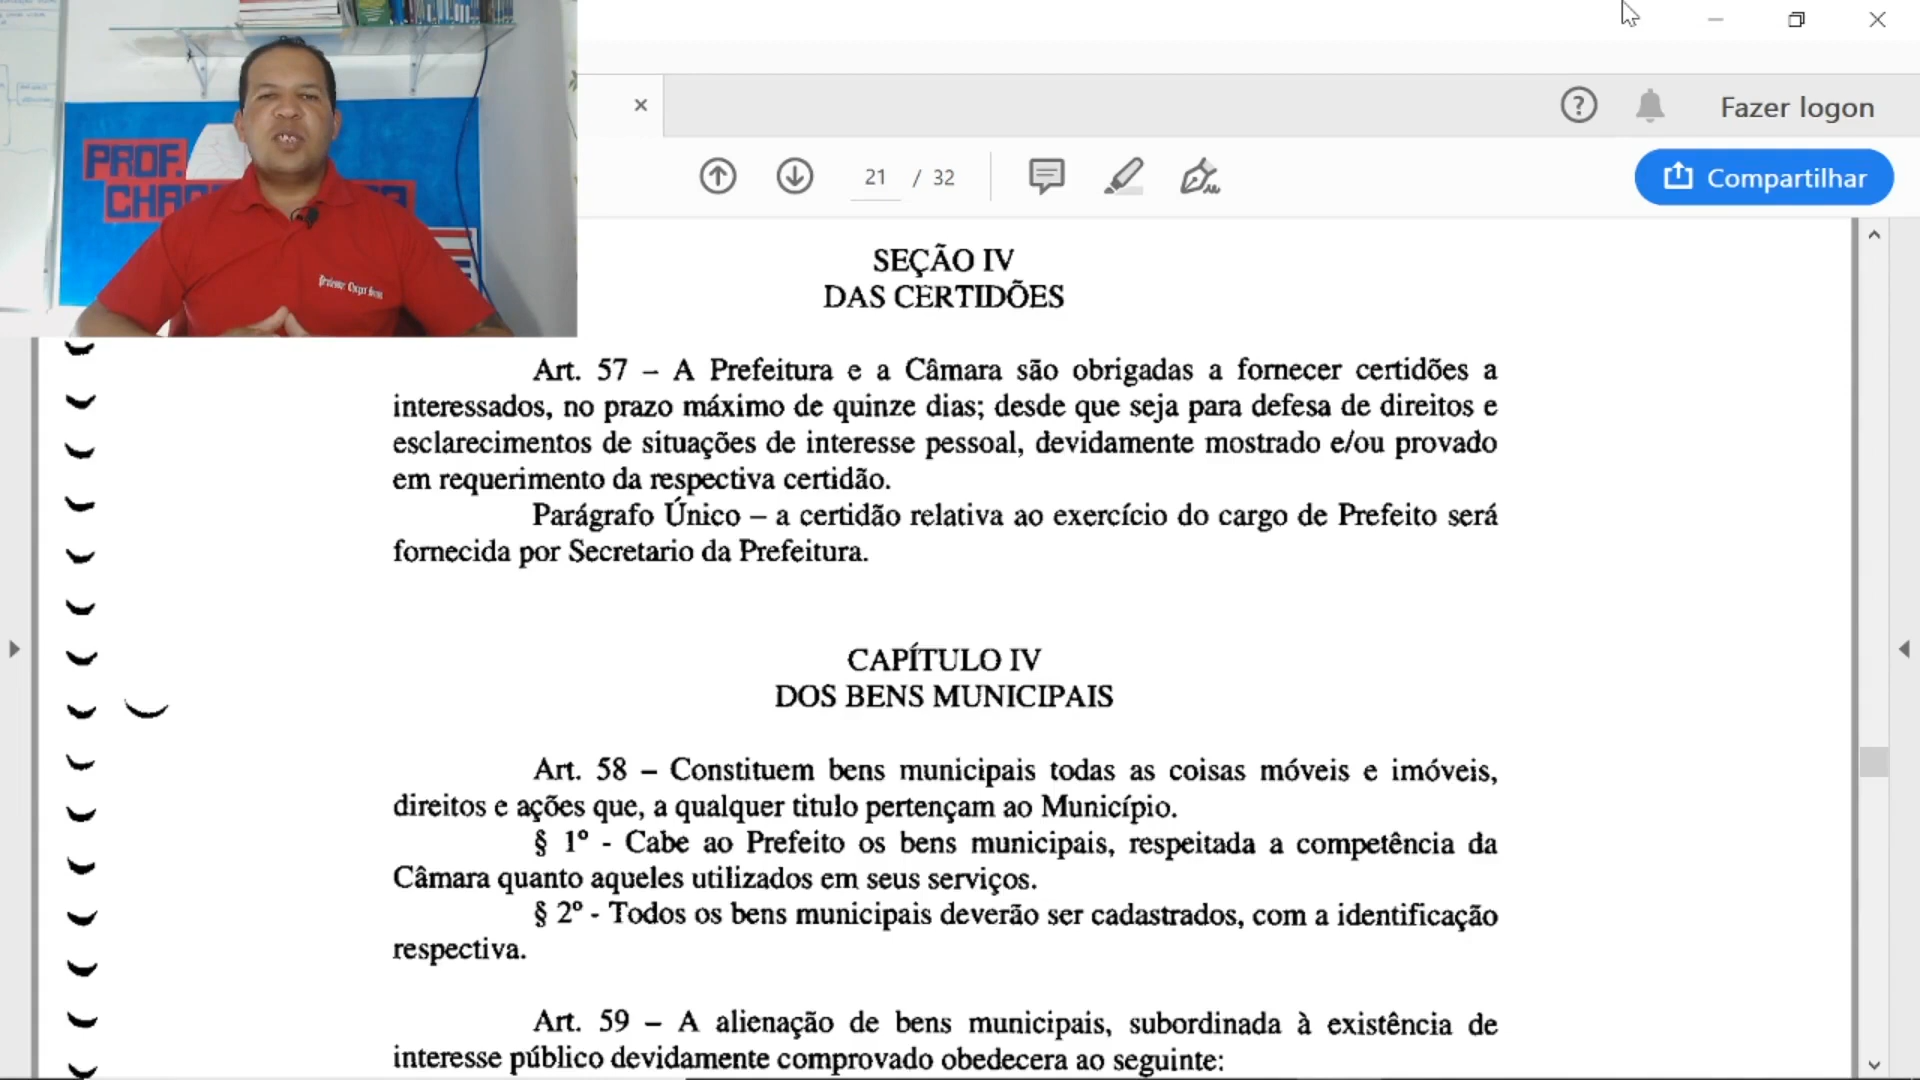 PROF.
Professor
Fazer logon
21 / 32
Compartilhar
SEÇÃO IV
DAS CERTIDÕES
Art. 57 – A Prefeitura e a Câmara são obrigadas a fornecer certidões a
interessados, no prazo máximo de quinze dias; desde que seja para defesa de direitos e
esclarecimentos de situações de interesse pessoal, devidamente mostrado e/ou provado
em requerimento da respectiva certidão.
Parágrafo Único – a certidão relativa ao exercício do cargo de Prefeito será
fornecida por Secretario da Prefeitura.
CAPÍTULO IV
DOS BENS MUNICIPAIS
Art. 58 – Constituem bens municipais todas as coisas móveis e imóveis,
direitos e ações que, a qualquer titulo pertençam ao Município.
§ 1º - Cabe ao Prefeito os bens municipais, respeitada a competência da
Câmara quanto aqueles utilizados em seus serviços.
§ 2º - Todos os bens municipais deverão ser cadastrados, com a identificação
respectiva.
Art. 59 – A alienação de bens municipais, subordinada à existência de
interesse público devidamente comprovado obedecera ao seguinte: